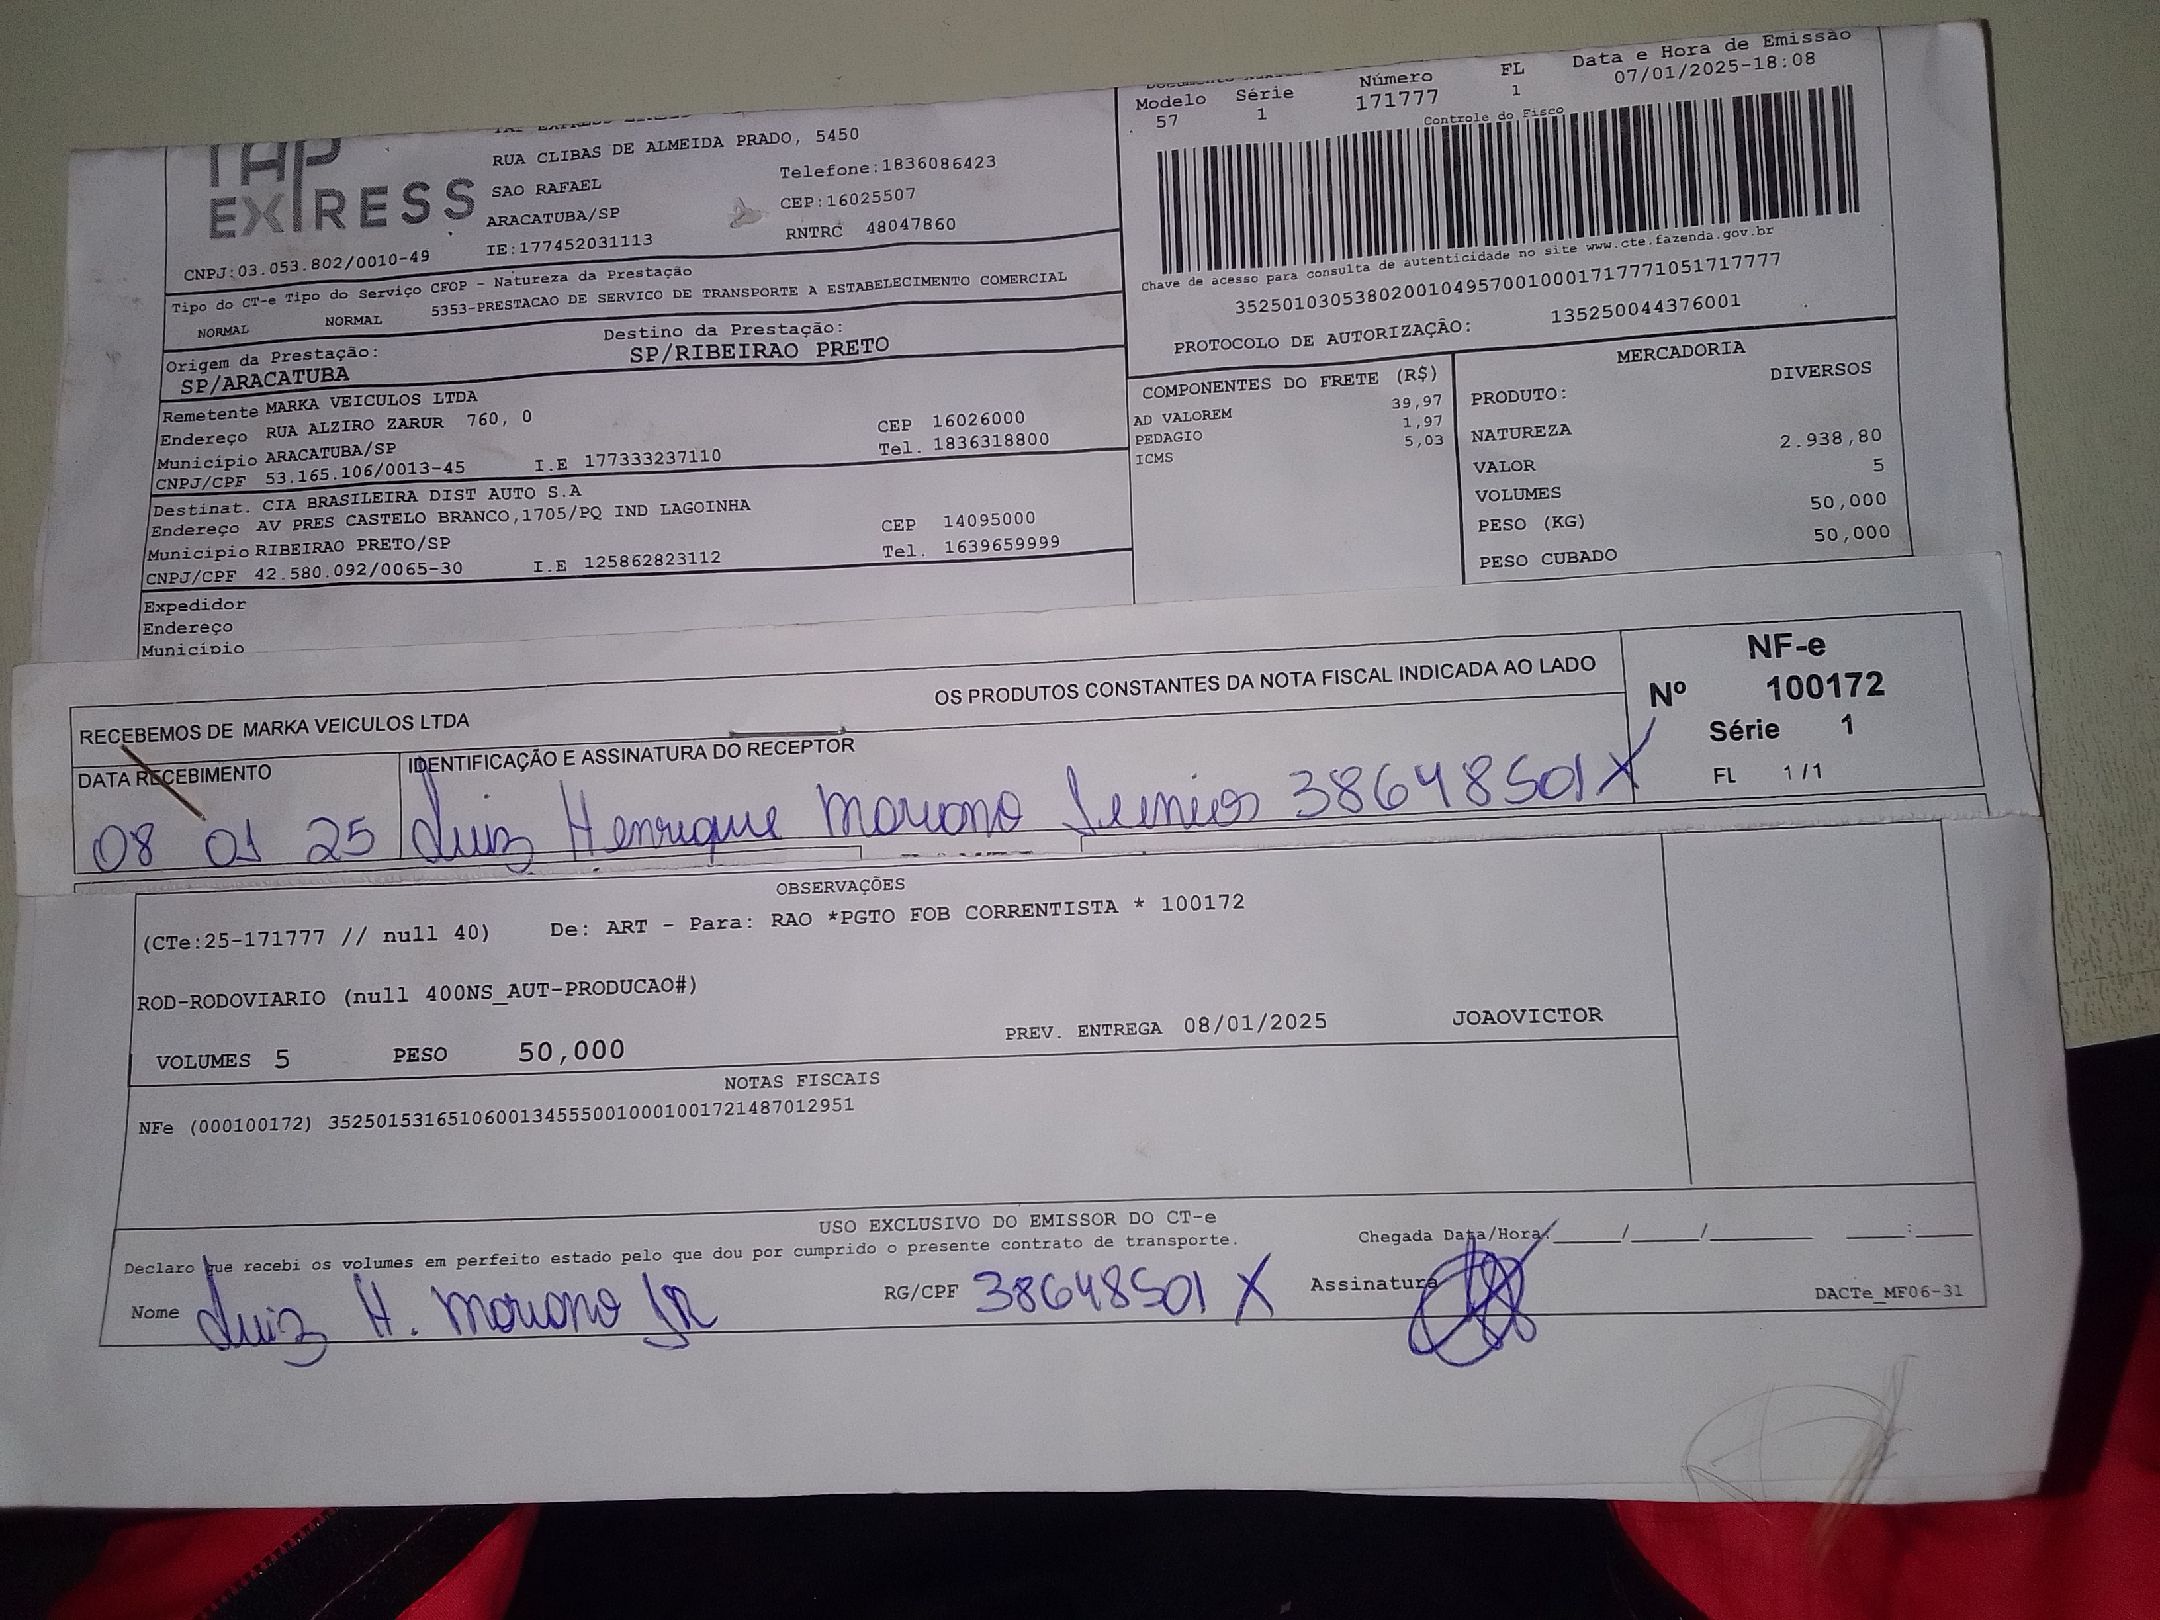 TAP
EXPRESS
CNPJ:03.053.802/0010-49
RUA CLIBAS DE ALMEIDA PRADO, 5450
SAO RAFAEL
Telefone:1836086423
ARACATUBA/SP
CEP:16025507
IE:177452031113
RNTRC 48047860
Modelo Série Número FL Data e Hora de Emissão
57 1 171777 1 07/01/2025-18:08
Controle do Fisco
Chave de acesso para consulta de autenticidade no site www.cte.fazenda.gov.br
35250103053802001049570010001717771051717777
PROTOCOLO DE AUTORIZAÇÃO: 135250044376001
Tipo do CT-e Tipo do Serviço CFOP - Natureza da Prestação
NORMAL NORMAL 5353-PRESTACAO DE SERVICO DE TRANSPORTE A ESTABELECIMENTO COMERCIAL
Origem da Prestação: Destino da Prestação:
SP/ARACATUBA SP/RIBEIRAO PRETO
Remetente MARKA VEICULOS LTDA
Endereço RUA ALZIRO ZARUR 760, 0 CEP 16026000
Município ARACATUBA/SP Tel. 1836318800
CNPJ/CPF 53.165.106/0013-45 I.E 177333237110
Destinat. CIA BRASILEIRA DIST AUTO S.A
Endereço AV PRES CASTELO BRANCO,1705/PQ IND LAGOINHA CEP 14095000
Municipio RIBEIRAO PRETO/SP Tel. 1639659999
CNPJ/CPF 42.580.092/0065-30 I.E 125862823112
Expedidor
Endereço
Município
COMPONENTES DO FRETE (R$)
AD VALOREM 39,97
PEDAGIO 1,97
ICMS 5,03
MERCADORIA
PRODUTO: DIVERSOS
NATUREZA
VALOR 2.938,80
VOLUMES 5
PESO (KG) 50,000
PESO CUBADO 50,000
RECEBEMOS DE MARKA VEICULOS LTDA OS PRODUTOS CONSTANTES DA NOTA FISCAL INDICADA AO LADO
DATA RECEBIMENTO IDENTIFICAÇÃO E ASSINATURA DO RECEPTOR
08 01 25 Luiz Henrique Morono Junior 38648501 X
NF-e
Nº 100172
Série 1
FL 1 /1
OBSERVAÇÕES
(CTe:25-171777 // null 40) De: ART - Para: RAO *PGTO FOB CORRENTISTA * 100172
ROD-RODOVIARIO (null 400NS_AUT-PRODUCAO#)
VOLUMES 5 PESO 50,000 PREV. ENTREGA 08/01/2025 JOAOVICTOR
NOTAS FISCAIS
NFe (000100172) 35250153165106001345550010001001721487012951
USO EXCLUSIVO DO EMISSOR DO CT-e
Declaro que recebi os volumes em perfeito estado pelo que dou por cumprido o presente contrato de transporte.
Chegada Data/Hora:_____/_____/_______ ____:____
Nome Luiz H. Morono JR RG/CPF 38648501 X Assinatura
DACTe_MF06-31